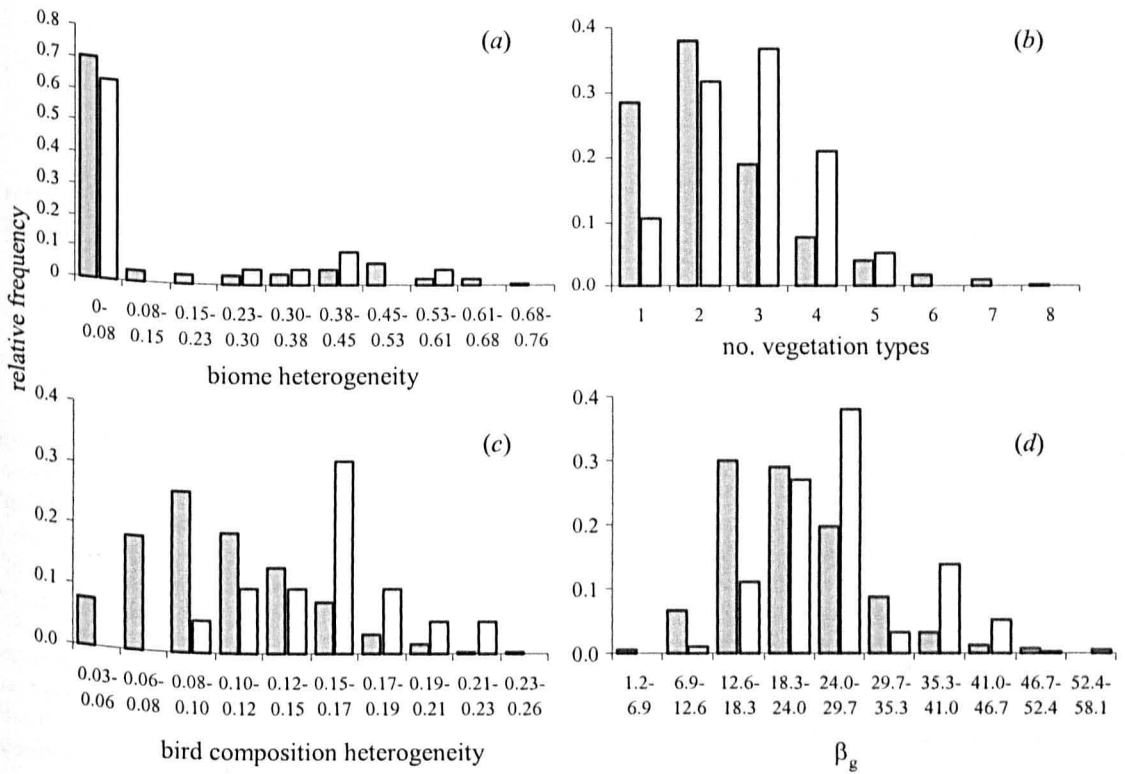 relative frequency
(a)
0.8
0.7
0.6
0.5
0.4
0.3
0.2
0.1
0
0- 0.08- 0.15- 0.23- 0.30- 0.38- 0.45- 0.53- 0.61- 0.68-
0.08 0.15 0.23 0.30 0.38 0.45 0.53 0.61 0.68 0.76
biome heterogeneity
(b)
0.4
0.3
0.2
0.1
0.0
1 2 3 4 5 6 7 8
no. vegetation types
(c)
0.4
0.3
0.2
0.1
0.0
0.03- 0.06- 0.08- 0.10- 0.12- 0.15- 0.17- 0.19- 0.21- 0.23-
0.06 0.08 0.10 0.12 0.15 0.17 0.19 0.21 0.23 0.26
bird composition heterogeneity
(d)
0.4
0.3
0.2
0.1
0.0
1.2- 6.9- 12.6- 18.3- 24.0- 29.7- 35.3- 41.0- 46.7- 52.4-
6.9 12.6 18.3 24.0 29.7 35.3 41.0 46.7 52.4 58.1
βg